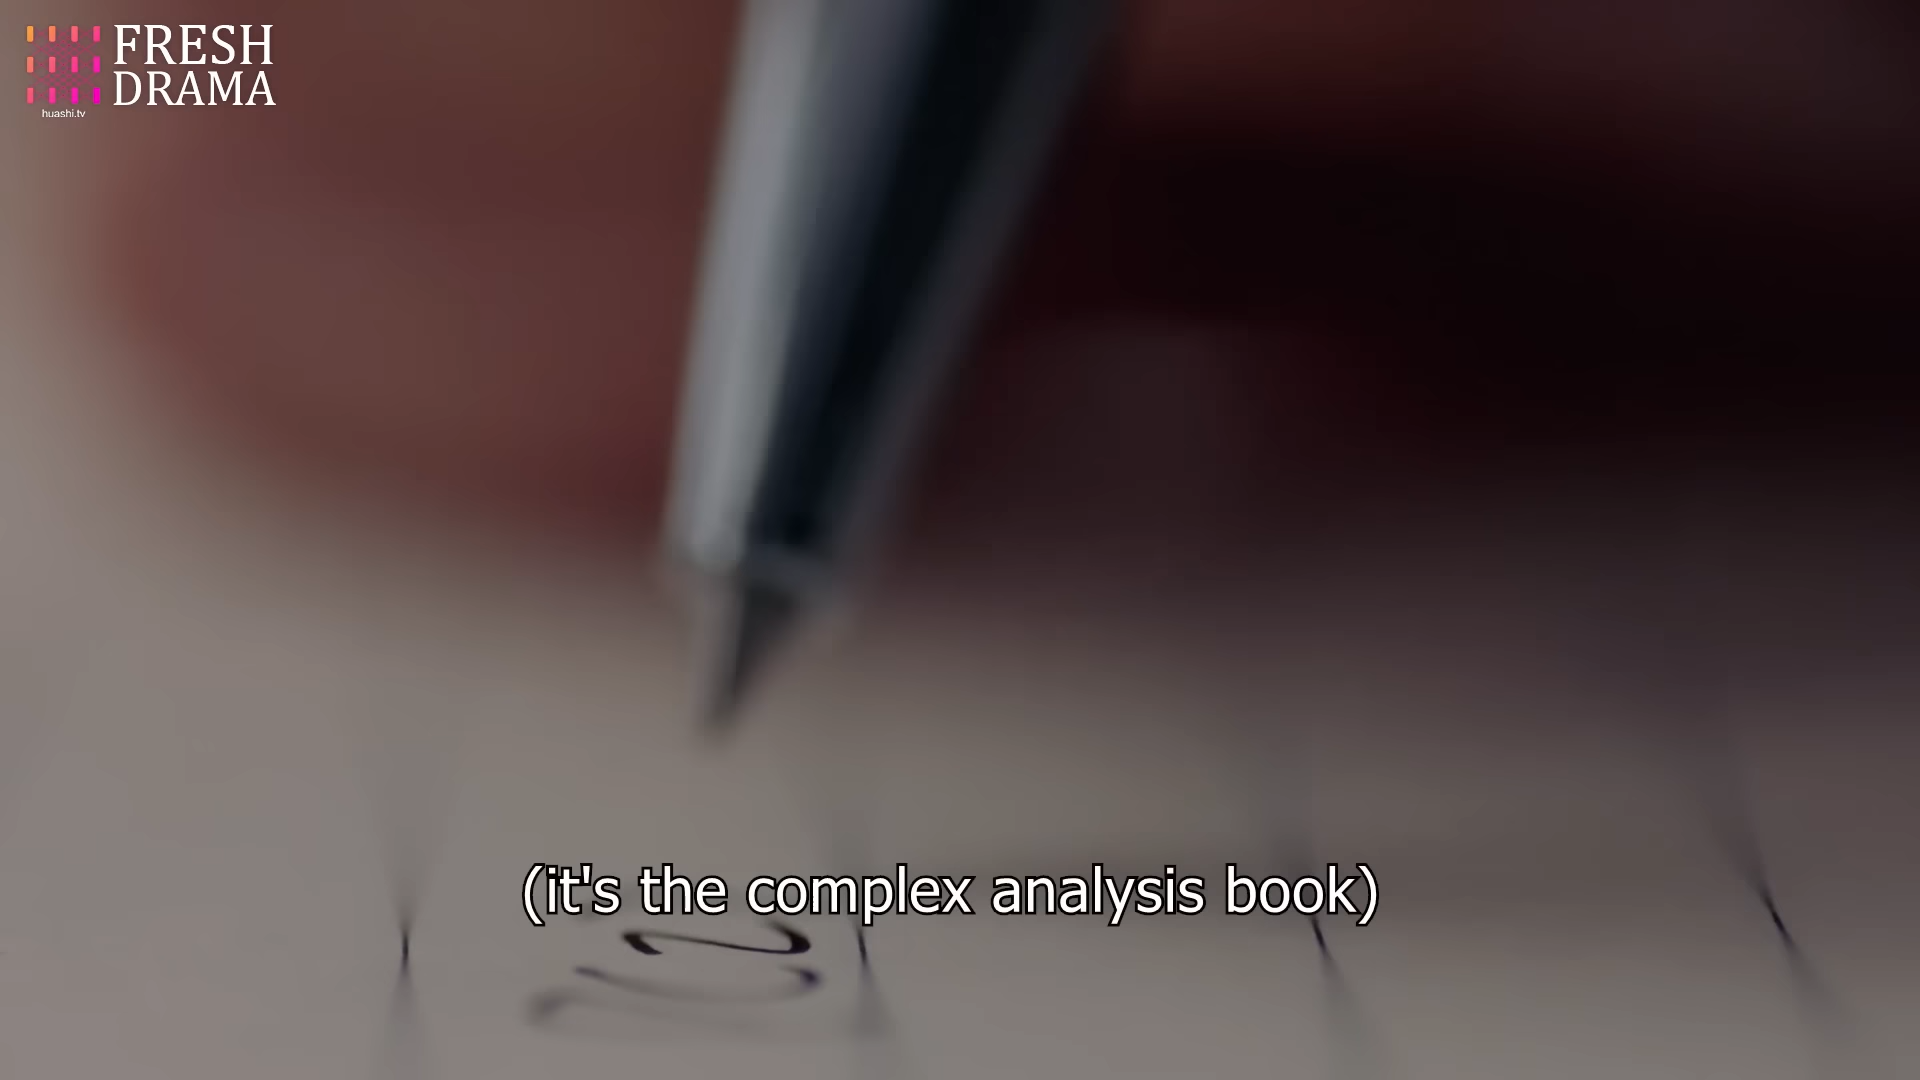 FRESH
DRAMA
huashi.tv
(it's the complex analysis book)